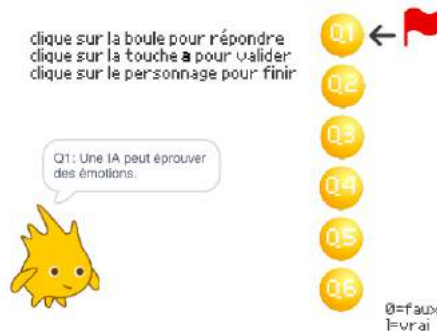 clique sur la boule pour répondre
clique sur la touche a pour valider
clique sur le personnage pour finir
Q1: Une IA peut éprouver
des émotions.
Q1
Q2
Q3
Q4
Q5
Q6
0=faux
1=vrai